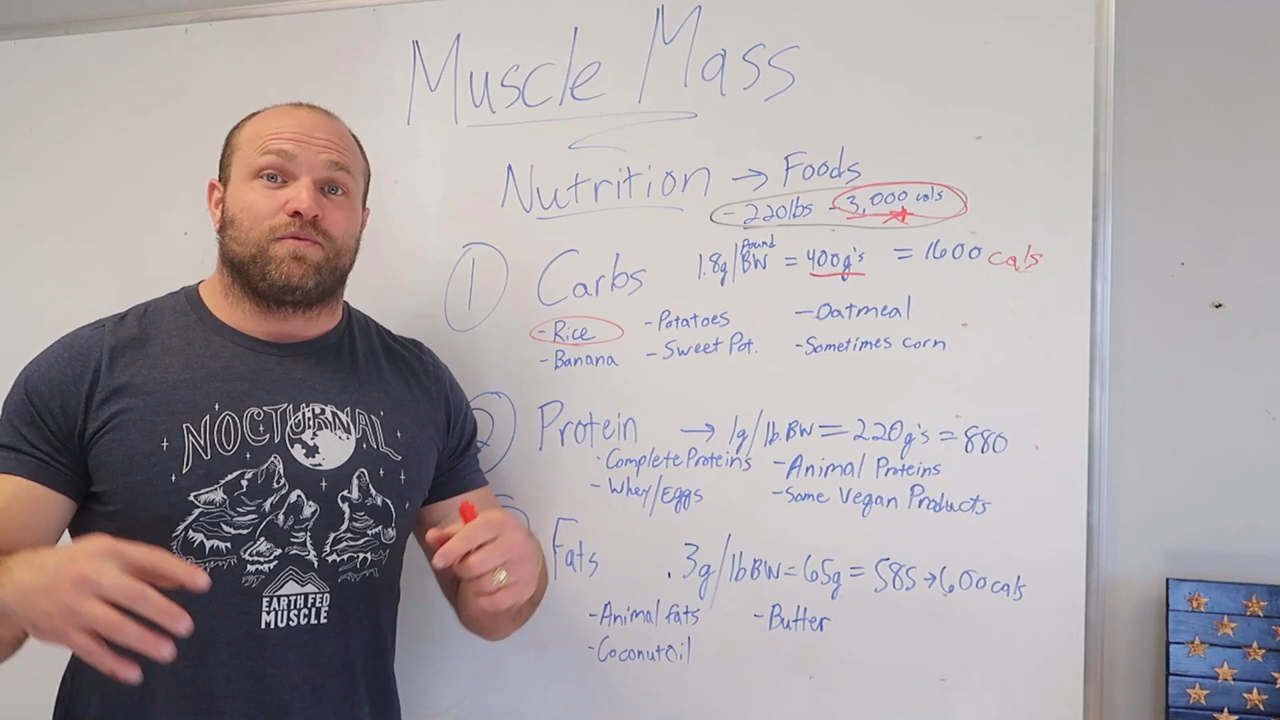 Muscle Mass
Nutrition → Foods
- 220lbs - 3,000 cals
1 Carbs 1.8g/pound BW = 400g's = 1600 cals
- Rice - Potatoes - Oatmeal
- Banana - Sweet Pot. - Sometimes corn
2 Protein → 1g/lb.BW = 220g's = 880
- Complete Proteins - Animal Proteins
- Whey/Eggs - Some Vegan Products
Fats .3g/lbBW = 65g = 585 → 600 cals
- Animal fats - Butter
- Coconut Oil
NOCTURNAL
EARTH FED
MUSCLE